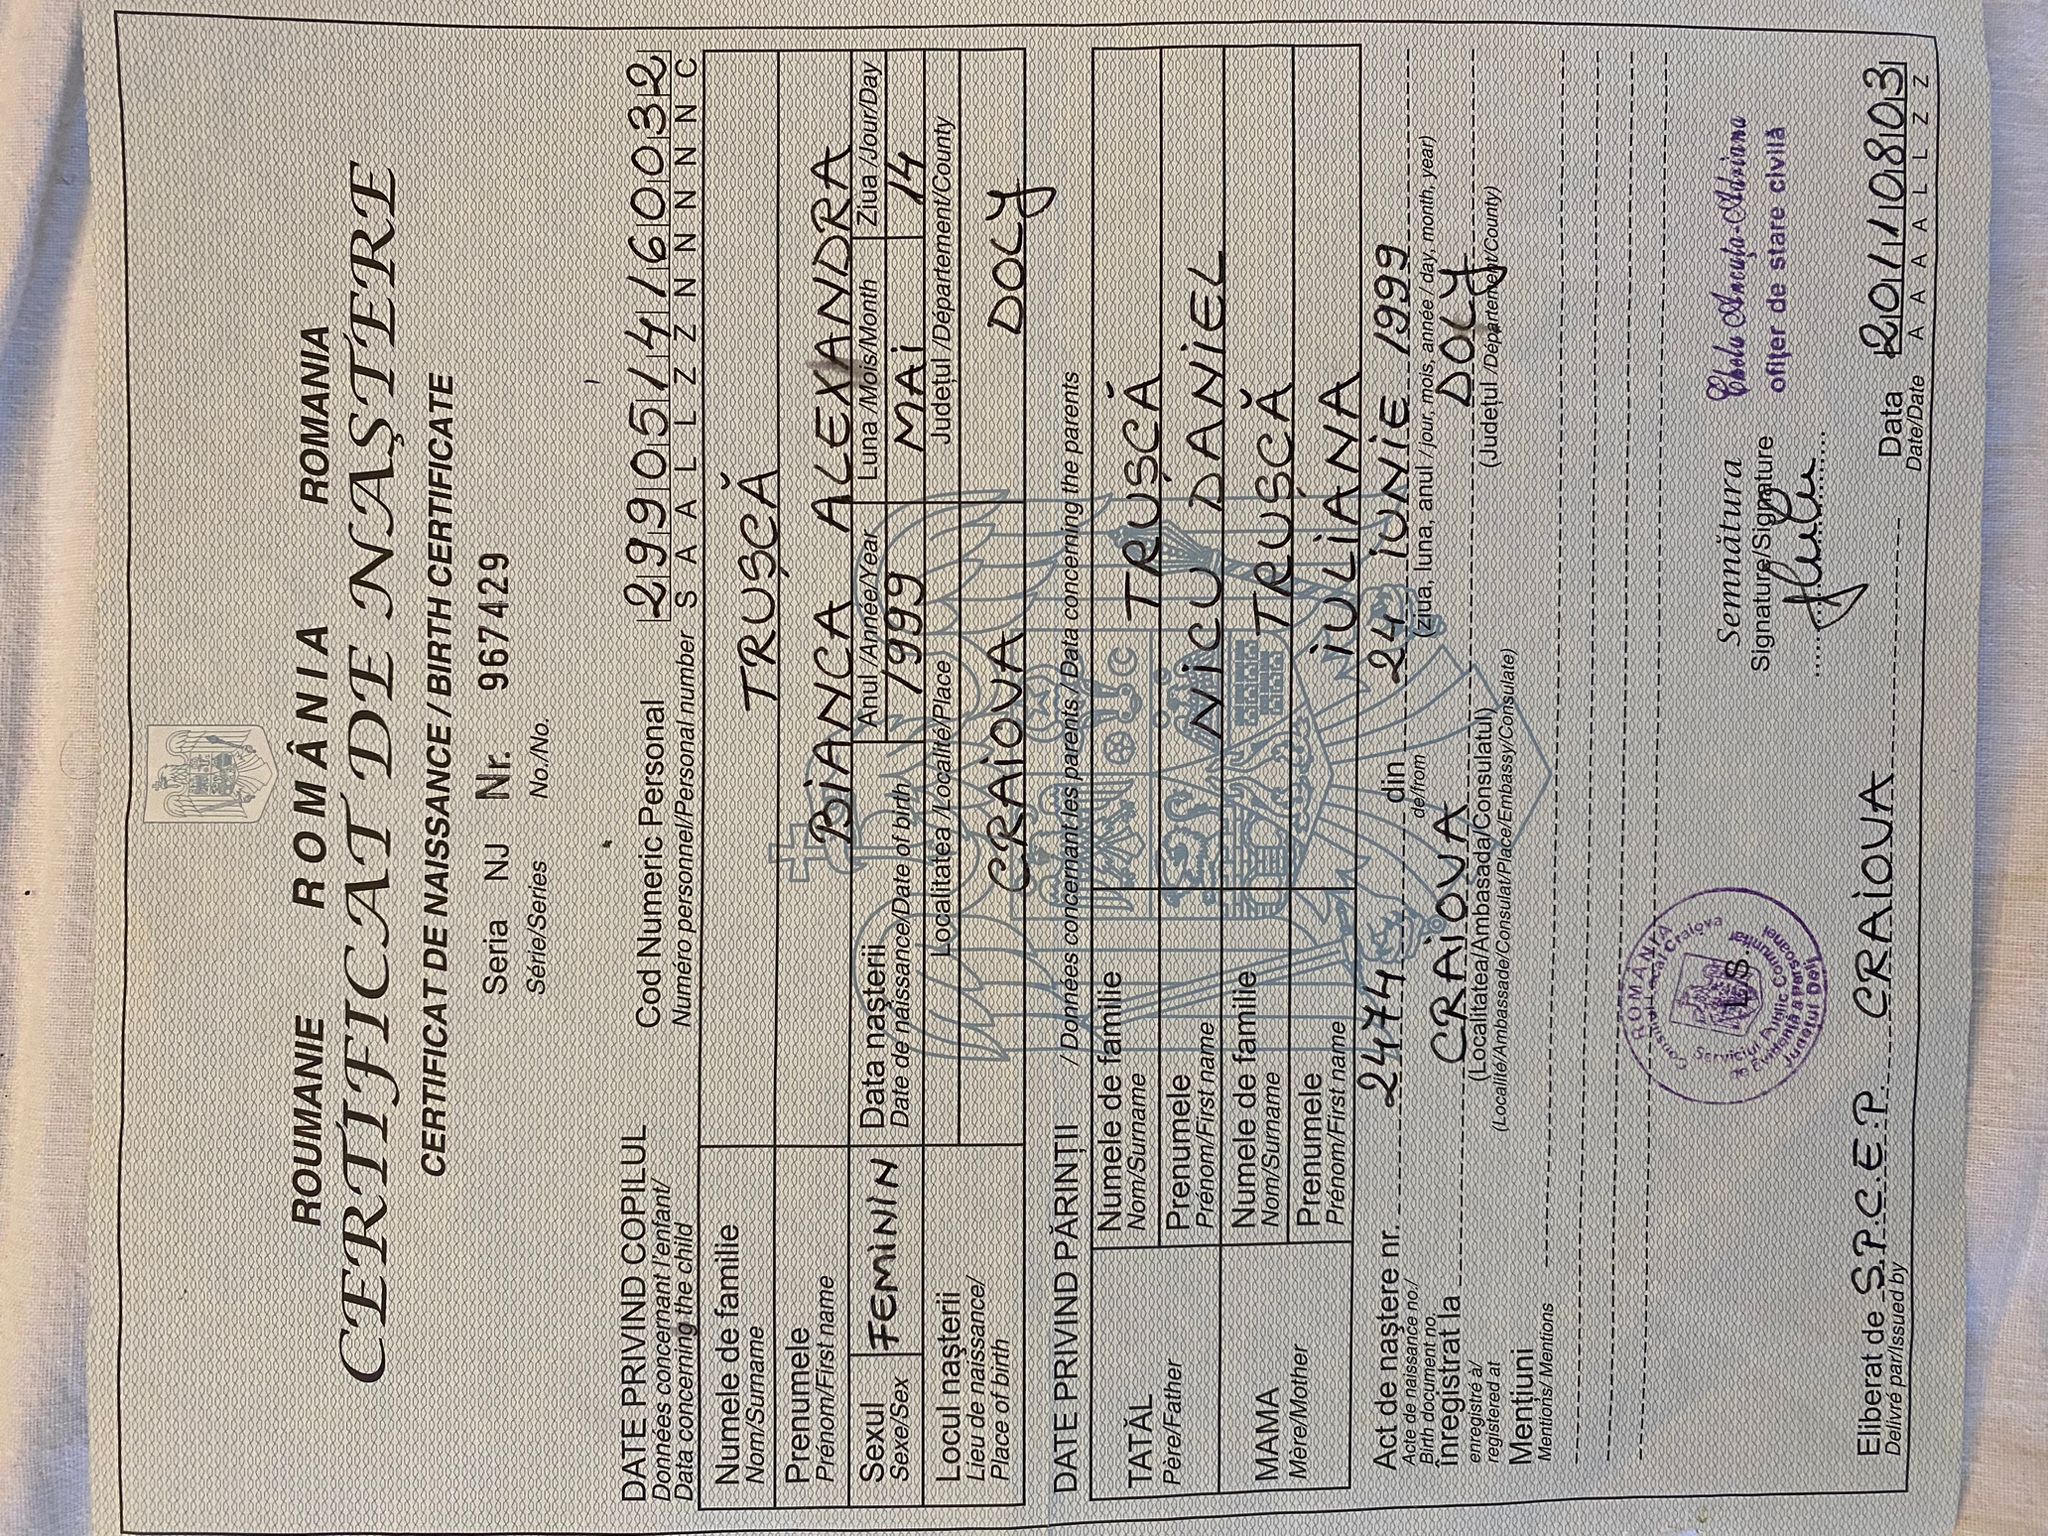 ROUMANIE ROMÂNIA ROMANIA
CERTIFICAT DE NAȘTERE
CERTIFICAT DE NAISSANCE / BIRTH CERTIFICATE
Seria NJ Nr. 967429
Série/Series No./No.
DATE PRIVIND COPILUL Cod Numeric Personal 2990514160032
Données concernant l'enfant/ Numéro personnel/Personal number S A A L L Z Z N N N N N C
Data concerning the child
Numele de familie TRUȘCĂ
Nom/Surname
Prenumele BIANCA ALEXANDRA
Prénom/First name
Sexul FEMININ Data nașterii Anul /Année/Year Luna /Mois/Month Ziua /Jour/Day
Sexe/Sex Date de naissance/Date of birth 1999 MAI 14
Locul nașterii Localitatea /Localité/Place Județul /Département/County
Lieu de naissance/
Place of birth CRAIOVA DOLJ
DATE PRIVIND PĂRINȚII / Données concernant les parents / Data concerning the parents
TATĂL Numele de familie TRUȘCĂ
Père/Father Nom/Surname
Prenumele NICU DANIEL
Prénom/First name
MAMA Numele de familie TRUȘCĂ
Mère/Mother Nom/Surname
Prenumele IULIANA
Prénom/First name
Act de naștere nr. 2474 din 24 IUNIE 1999
Acte de naissance no./ de/from (ziua, luna, anul / jour, mois, année / day, month, year)
Birth document no.
Înregistrat la CRAIOVA DOLJ
enregistré à/ (Localitatea/Ambasada/Consulatul) (Județul /Département/County)
registered at (Localité/Ambassade/Consulat/Place/Embassy/Consulate)
Mențiuni
Mentions/ Mentions
ROMÂNIA
Consiliul Local Craiova
Serviciul Public Comunitar
de Evidență a Persoanei
Județul Dolj
L.S.
Semnătura
Signature/Signature
ofițer de stare civilă
Eliberat de S.P.C.E.P. CRAIOVA Data 20110803
Délivré par/Issued by Date/Date A A A A L L Z Z